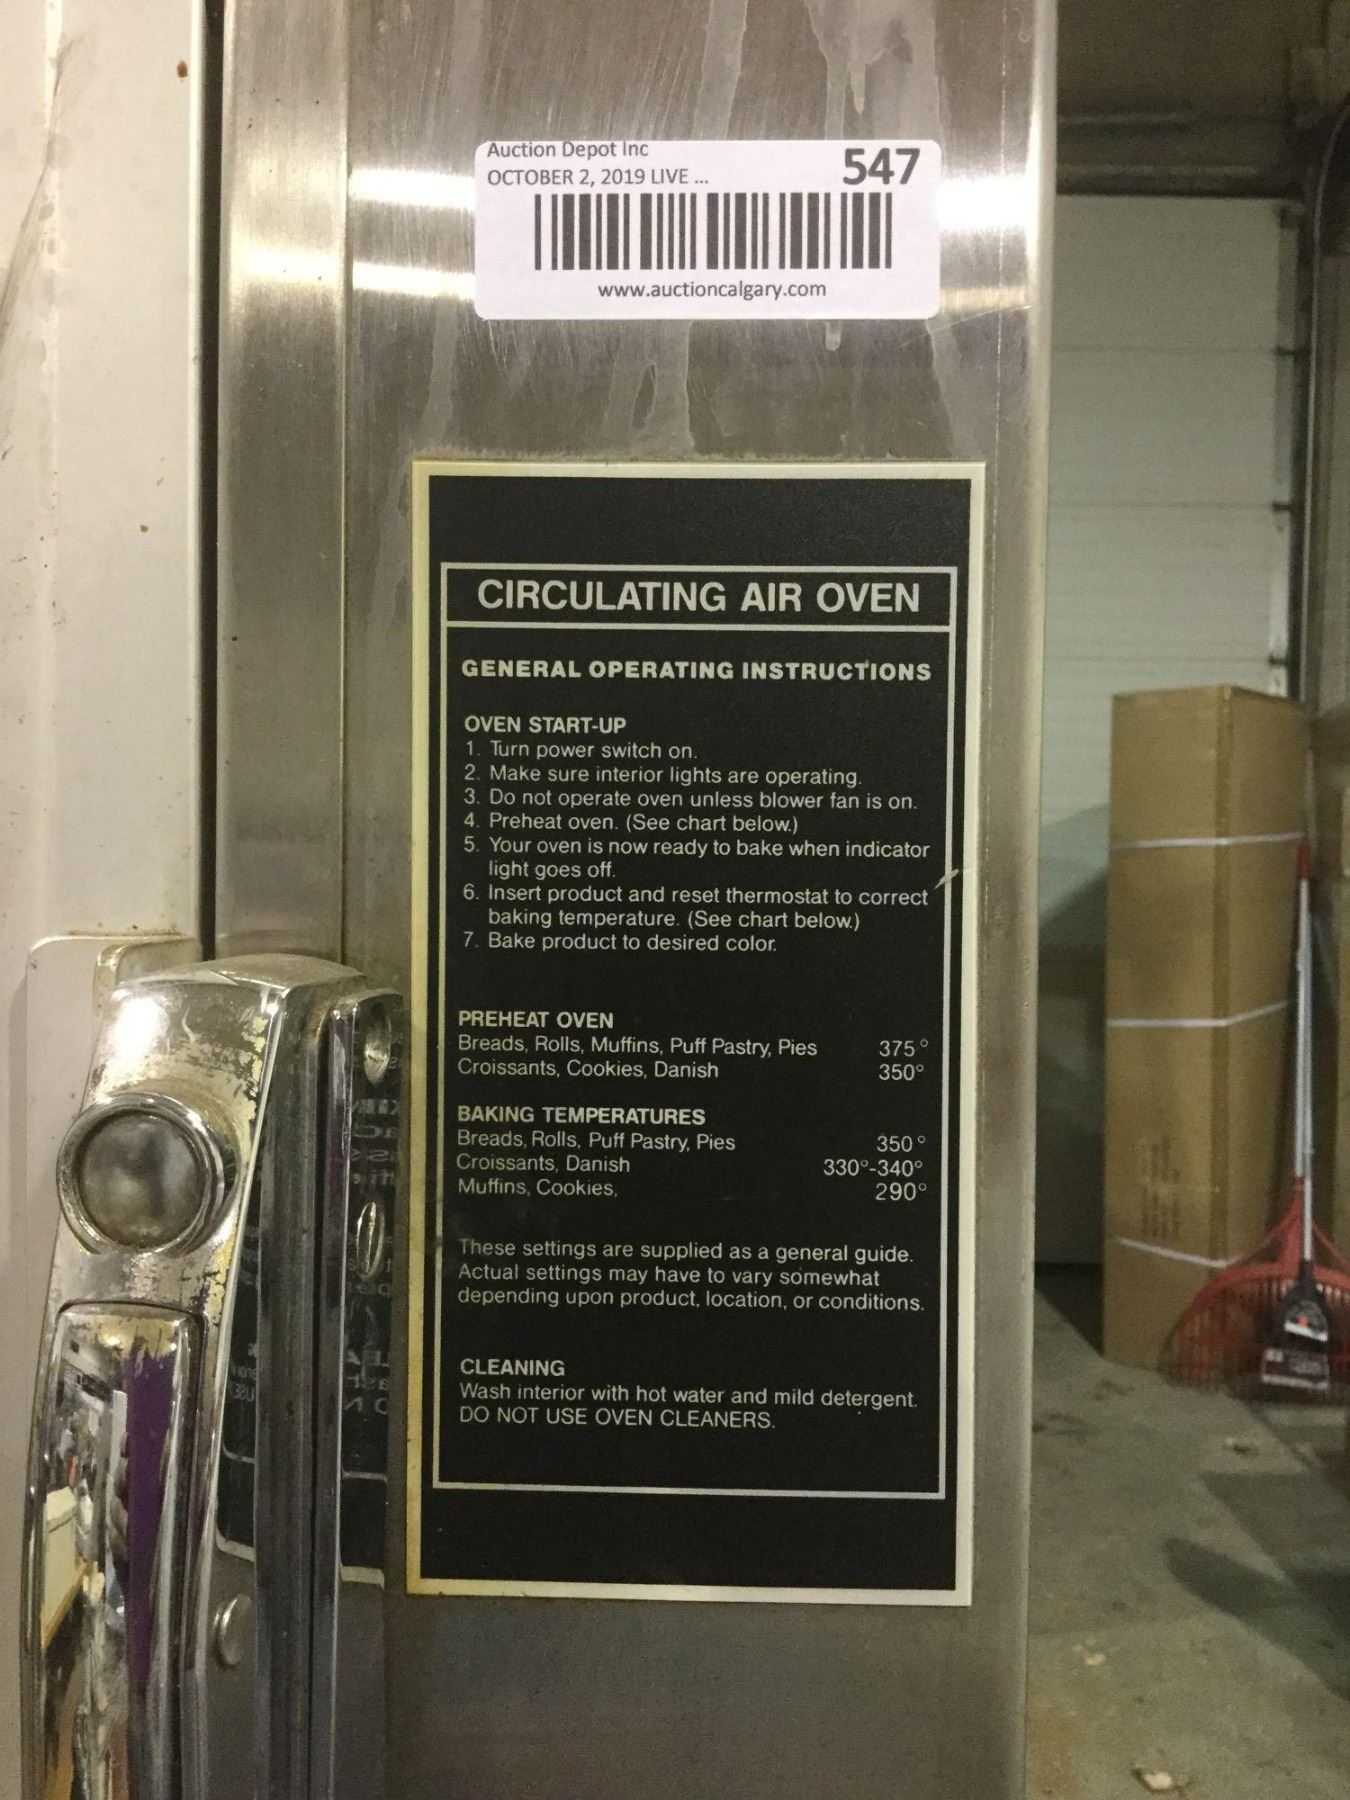 Auction Depot Inc
OCTOBER 2, 2019 LIVE ...
547
www.auctioncalgary.com
CIRCULATING AIR OVEN
GENERAL OPERATING INSTRUCTIONS
OVEN START-UP
1. Turn power switch on.
2. Make sure interior lights are operating.
3. Do not operate oven unless blower fan is on.
4. Preheat oven. (See chart below.)
5. Your oven is now ready to bake when indicator
light goes off.
6. Insert product and reset thermostat to correct
baking temperature. (See chart below.)
7. Bake product to desired color.
PREHEAT OVEN
Breads, Rolls, Muffins, Puff Pastry, Pies 375°
Croissants, Cookies, Danish 350°
BAKING TEMPERATURES
Breads, Rolls, Puff Pastry, Pies 350°
Croissants, Danish 330°-340°
Muffins, Cookies, 290°
These settings are supplied as a general guide.
Actual settings may have to vary somewhat
depending upon product, location, or conditions.
CLEANING
Wash interior with hot water and mild detergent.
DO NOT USE OVEN CLEANERS.